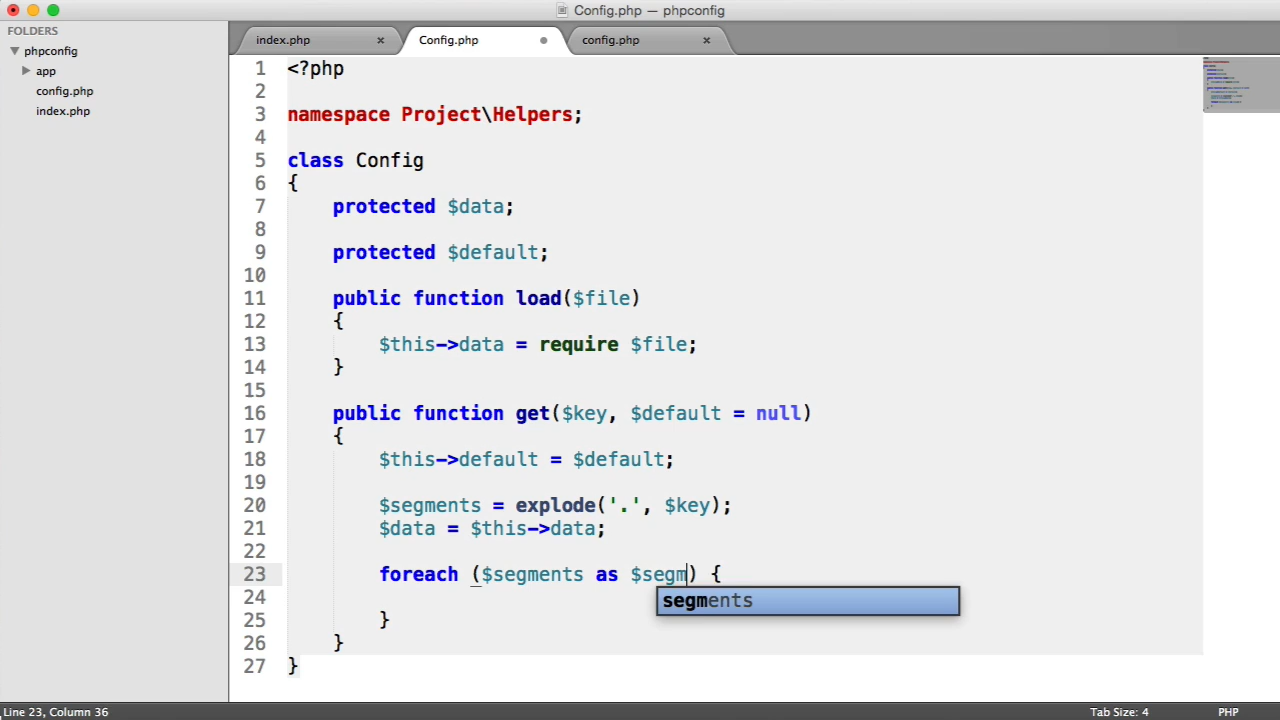 Config.php — phpconfig
FOLDERS
phpconfig
app
config.php
index.php
index.php
Config.php
config.php
1 <?php
2
3 namespace Project\Helpers;
4
5 class Config
6 {
7 protected $data;
8
9 protected $default;
10
11 public function load($file)
12 {
13 $this->data = require $file;
14 }
15
16 public function get($key, $default = null)
17 {
18 $this->default = $default;
19
20 $segments = explode('.', $key);
21 $data = $this->data;
22
23 foreach ($segments as $segm) {
segments
24
25 }
26 }
27 }
Line 23, Column 36
Tab Size: 4
PHP